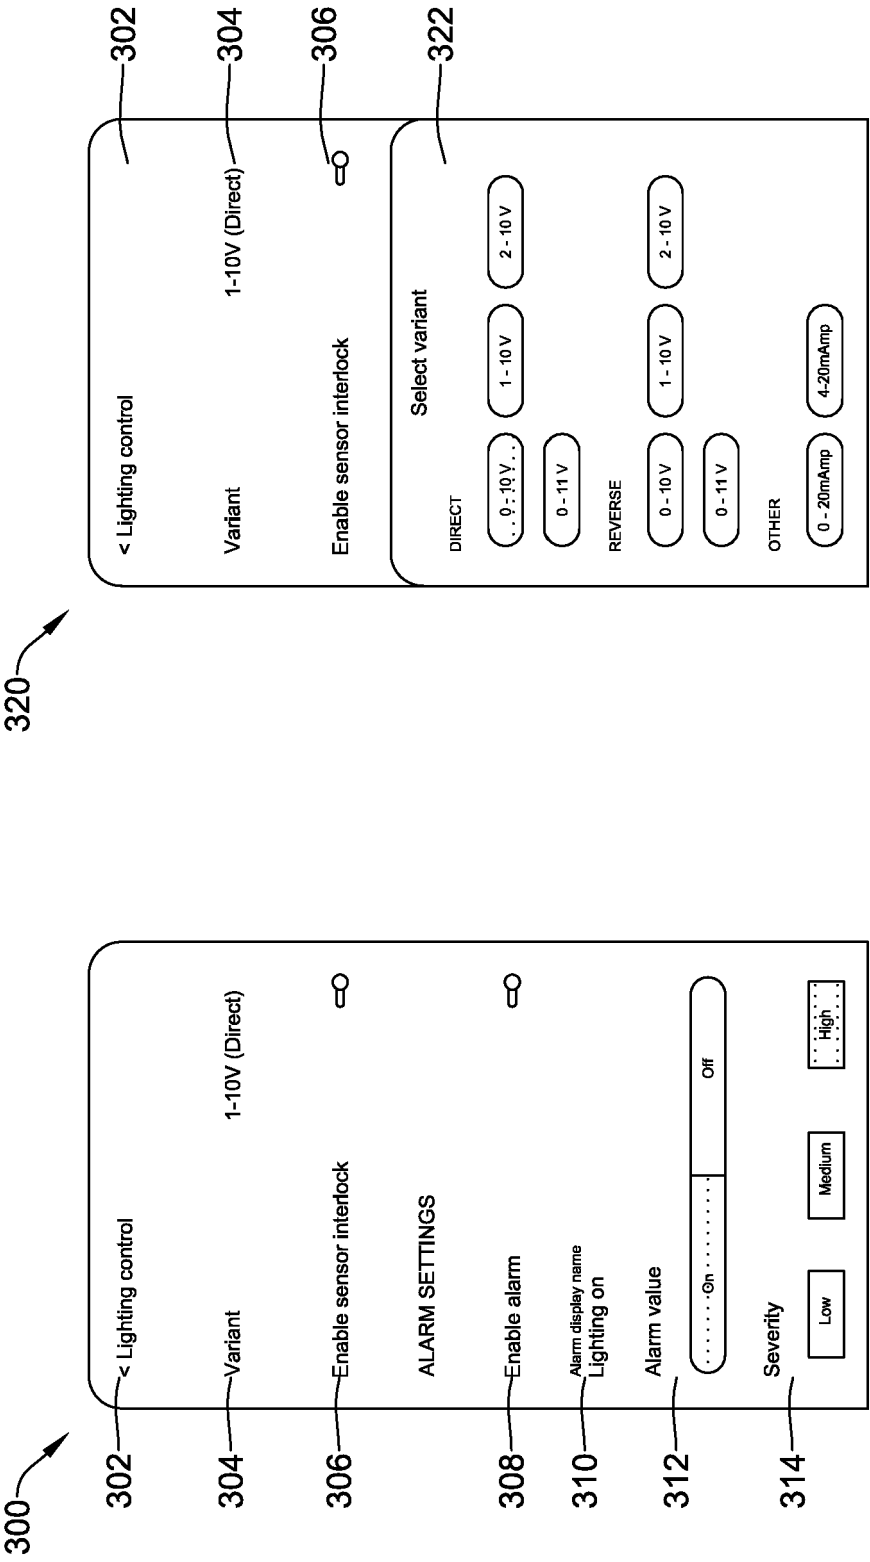 300
302
< Lighting control
304
Variant 1-10V (Direct)
306
Enable sensor interlock
ALARM SETTINGS
308
Enable alarm
310
Alarm display name
Lighting on
312
Alarm value
On Off
314
Severity
Low Medium High
320
< Lighting control
302
Variant 1-10V (Direct)
304
Enable sensor interlock
306
Select variant
322
DIRECT
0 - 10 V 1 - 10 V 2 - 10 V
0 - 11 V
REVERSE
0 - 10 V 1 - 10 V 2 - 10 V
0 - 11 V
OTHER
0 - 20mAmp 4-20mAmp